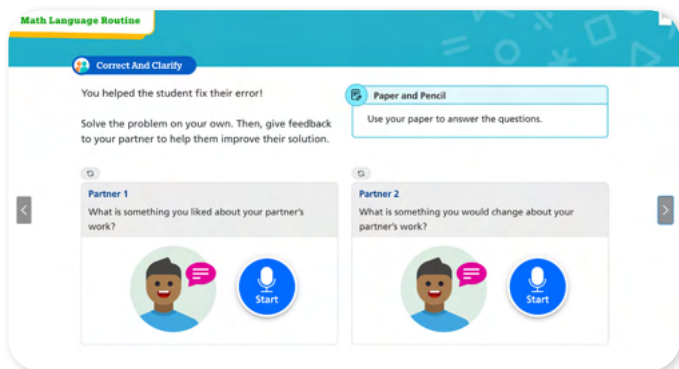 Math Language Routine
Correct And Clarify
You helped the student fix their error!
Solve the problem on your own. Then, give feedback
to your partner to help them improve their solution.
Paper and Pencil
Use your paper to answer the questions.
Partner 1
What is something you liked about your partner's
work?
Start
Partner 2
What is something you would change about your
partner's work?
Start